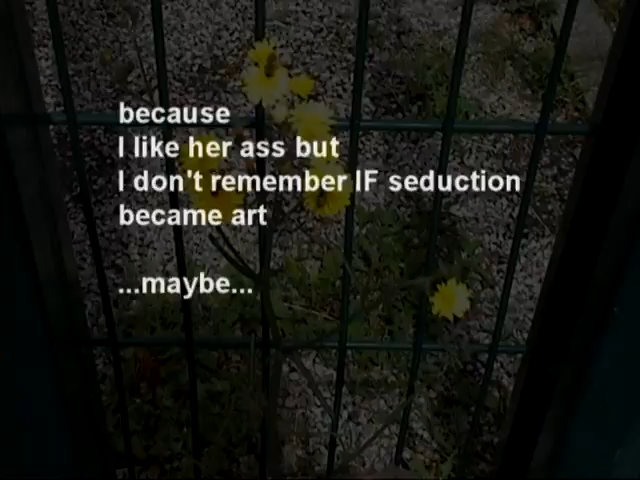 because
I like her ass but
I don't remember IF seduction
became art
...maybe...